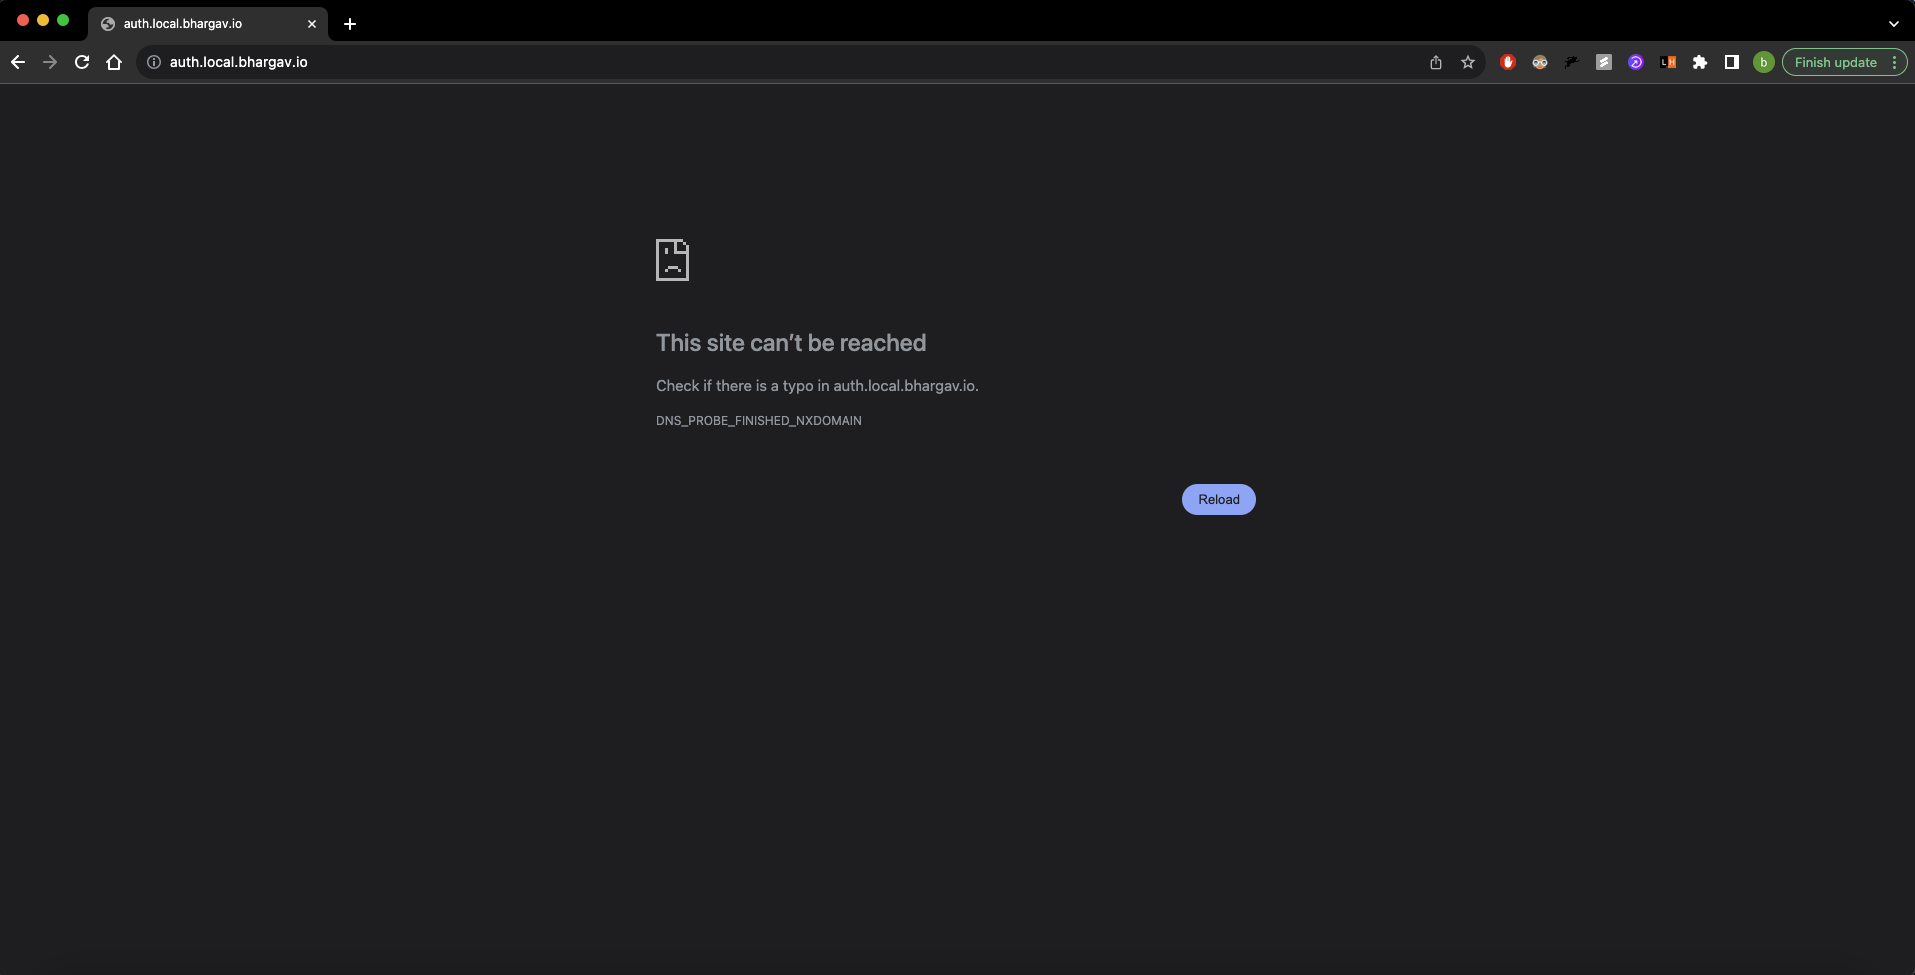 auth.local.bhargav.io
auth.local.bhargav.io
b
Finish update
This site can't be reached
Check if there is a typo in auth.local.bhargav.io.
DNS_PROBE_FINISHED_NXDOMAIN
Reload